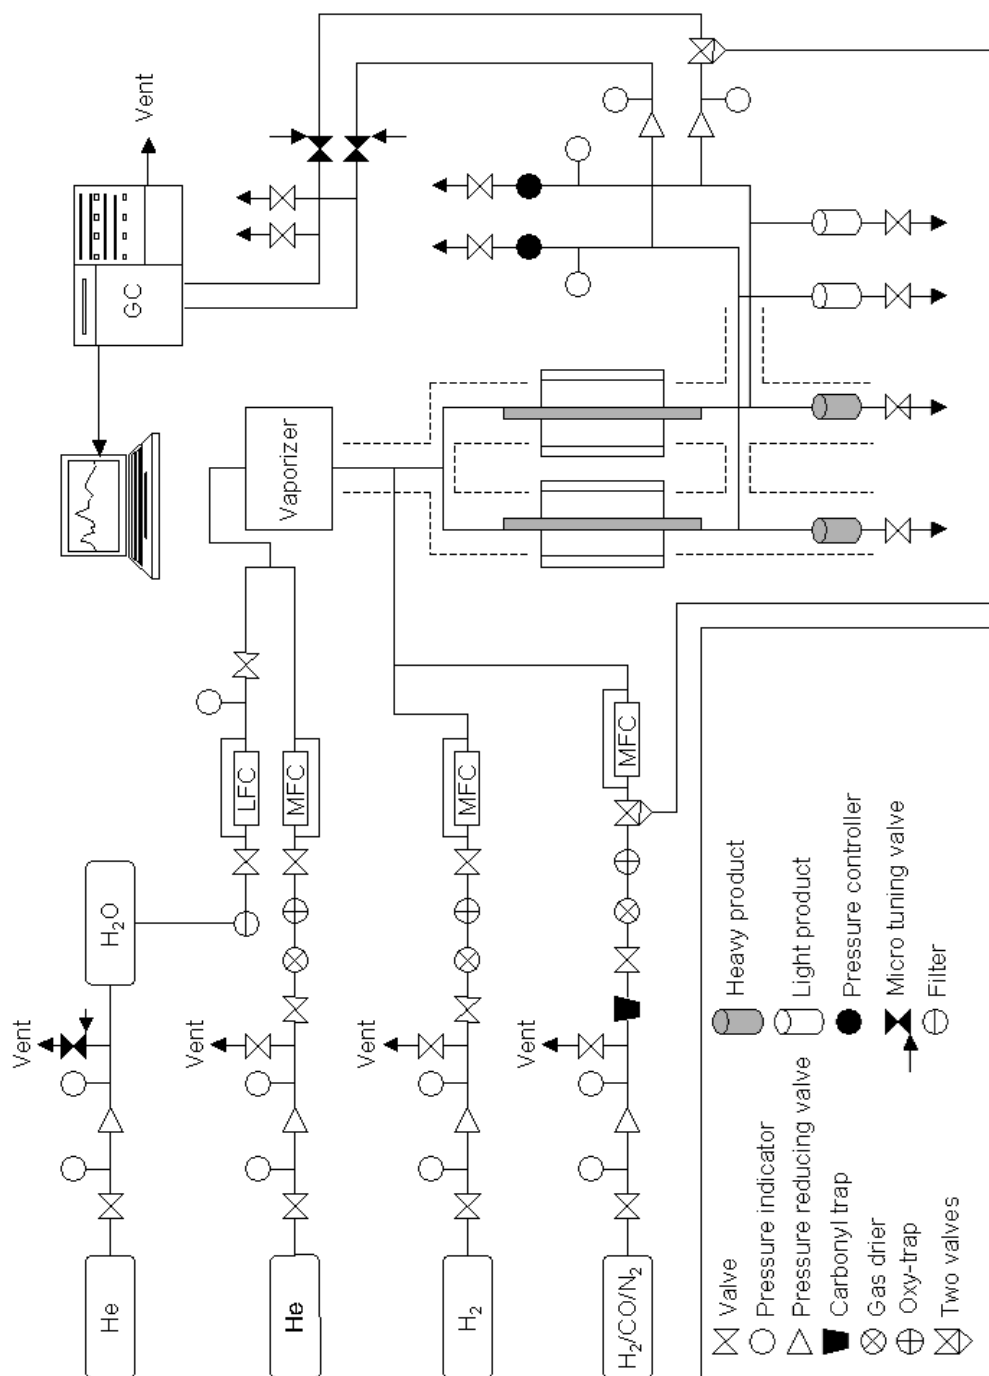 He
Vent
H2O
LFC
He
Vent
MFC
Vaporizer
GC
Vent
H2
Vent
MFC
H2/CO/N2
Vent
MFC
Valve
Pressure indicator
Pressure reducing valve
Carbonyl trap
Gas drier
Oxy-trap
Two valves
Heavy product
Light product
Pressure controller
Micro tuning valve
Filter